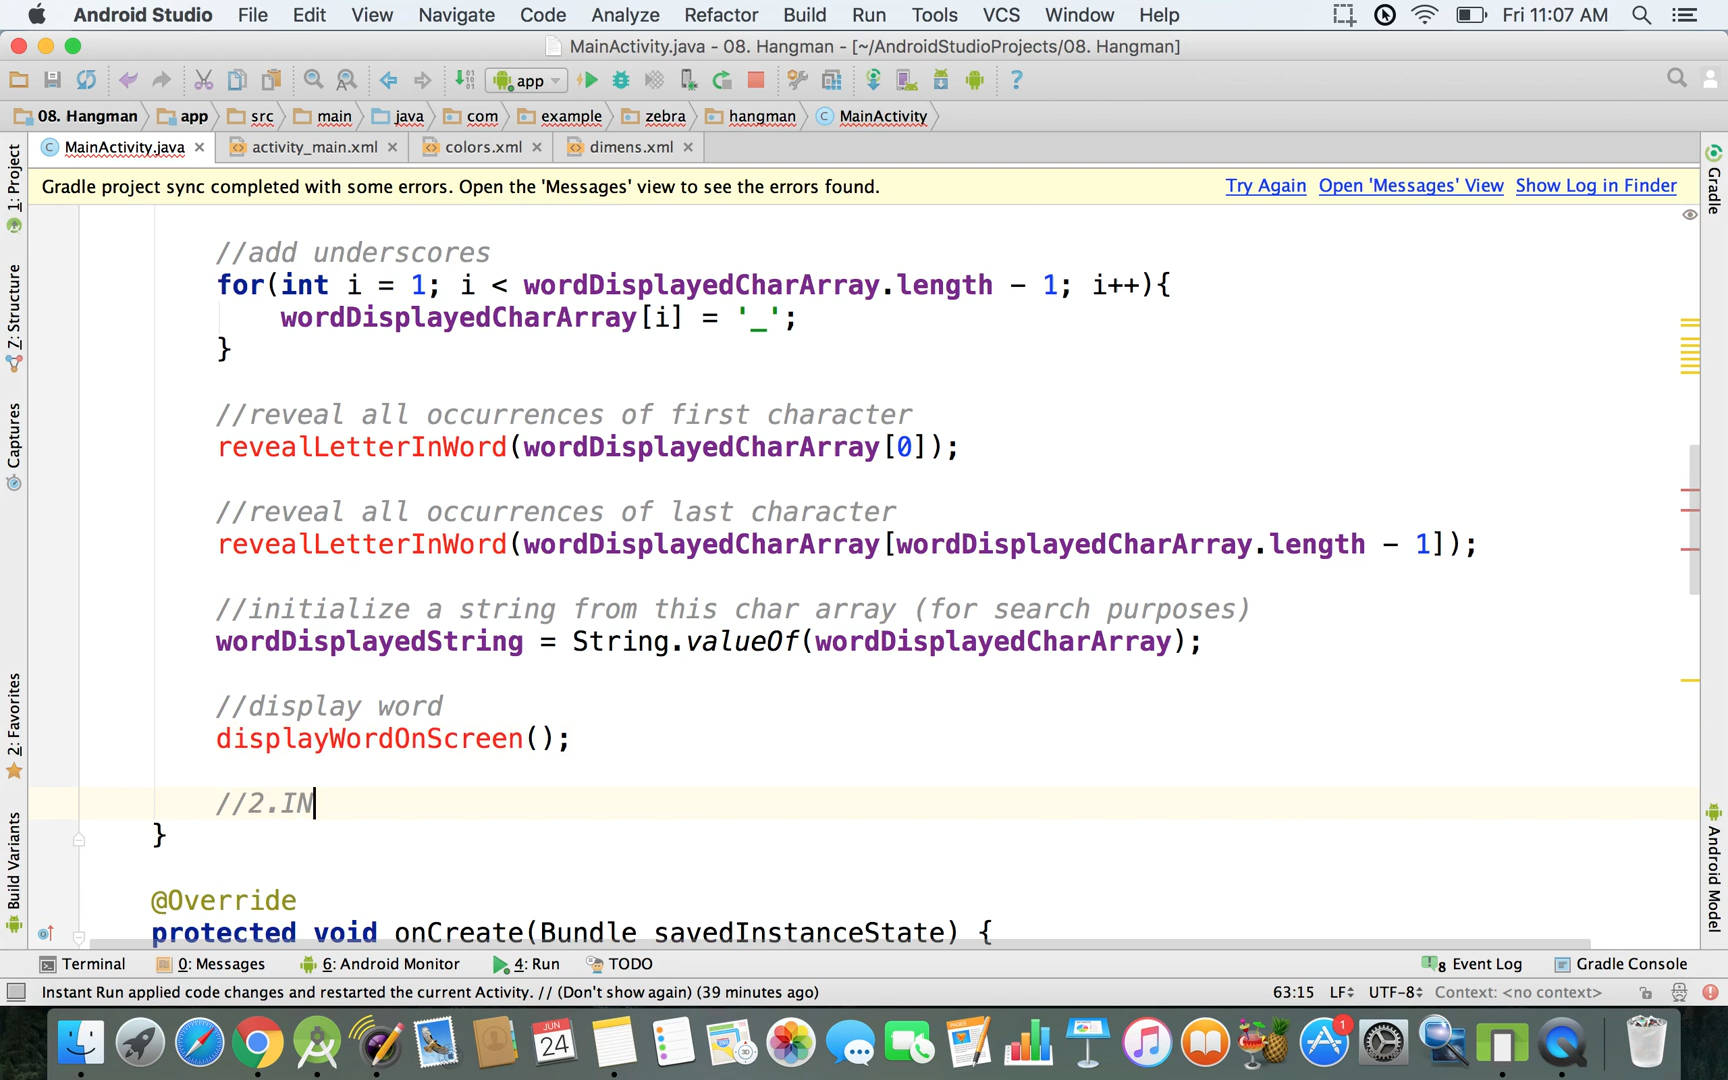 Android Studio File Edit View Navigate Code Analyze Refactor Build Run Tools VCS Window Help Fri 11:07 AM
MainActivity.java - 08. Hangman - [~/AndroidStudioProjects/08. Hangman]
app
08. Hangman app src main java com example zebra hangman MainActivity
MainActivity.java activity_main.xml colors.xml dimens.xml
Gradle project sync completed with some errors. Open the 'Messages' view to see the errors found. Try Again Open 'Messages' View Show Log in Finder
1: Project
7: Structure
Captures
2: Favorites
Build Variants
//add underscores
for(int i = 1; i < wordDisplayedCharArray.length - 1; i++){
wordDisplayedCharArray[i] = '_';
}
//reveal all occurrences of first character
revealLetterInWord(wordDisplayedCharArray[0]);
//reveal all occurrences of last character
revealLetterInWord(wordDisplayedCharArray[wordDisplayedCharArray.length - 1]);
//initialize a string from this char array (for search purposes)
wordDisplayedString = String.valueOf(wordDisplayedCharArray);
//display word
displayWordOnScreen();
//2.IN
}
@Override
protected void onCreate(Bundle savedInstanceState) {
Gradle
Android Model
Terminal 0: Messages 6: Android Monitor 4: Run TODO 8 Event Log Gradle Console
Instant Run applied code changes and restarted the current Activity. // (Don't show again) (39 minutes ago) 63:15 LF UTF-8 Context: <no context>
JUN
24
1